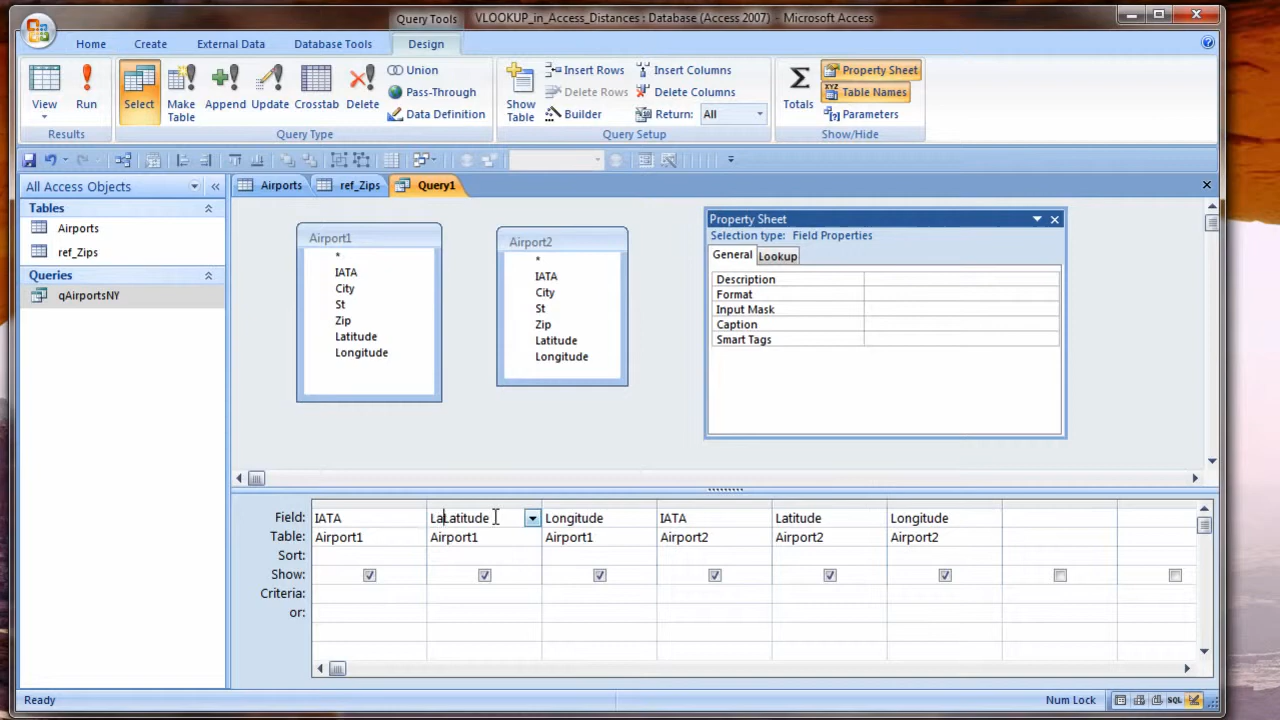 Query Tools
VLOOKUP_in_Access_Distances : Database (Access 2007) - Microsoft Access
Home Create External Data Database Tools Design
View
Run
Results
Select
Make Table
Append
Update
Crosstab
Delete
Union
Pass-Through
Data Definition
Query Type
Show Table
Insert Rows
Delete Rows
Builder
Insert Columns
Delete Columns
Return: All
Query Setup
Totals
Property Sheet
Table Names
Parameters
Show/Hide
All Access Objects
Tables
Airports
ref_Zips
Queries
qAirportsNY
Airports ref_Zips Query1
Airport1
*
IATA
City
St
Zip
Latitude
Longitude
Airport2
*
IATA
City
St
Zip
Latitude
Longitude
Property Sheet
Selection type: Field Properties
General Lookup
Description
Format
Input Mask
Caption
Smart Tags
Field: IATA LaLatitude Longitude IATA Latitude Longitude
Table: Airport1 Airport1 Airport1 Airport2 Airport2 Airport2
Sort:
Show:
Criteria:
or:
Ready
Num Lock
SQL